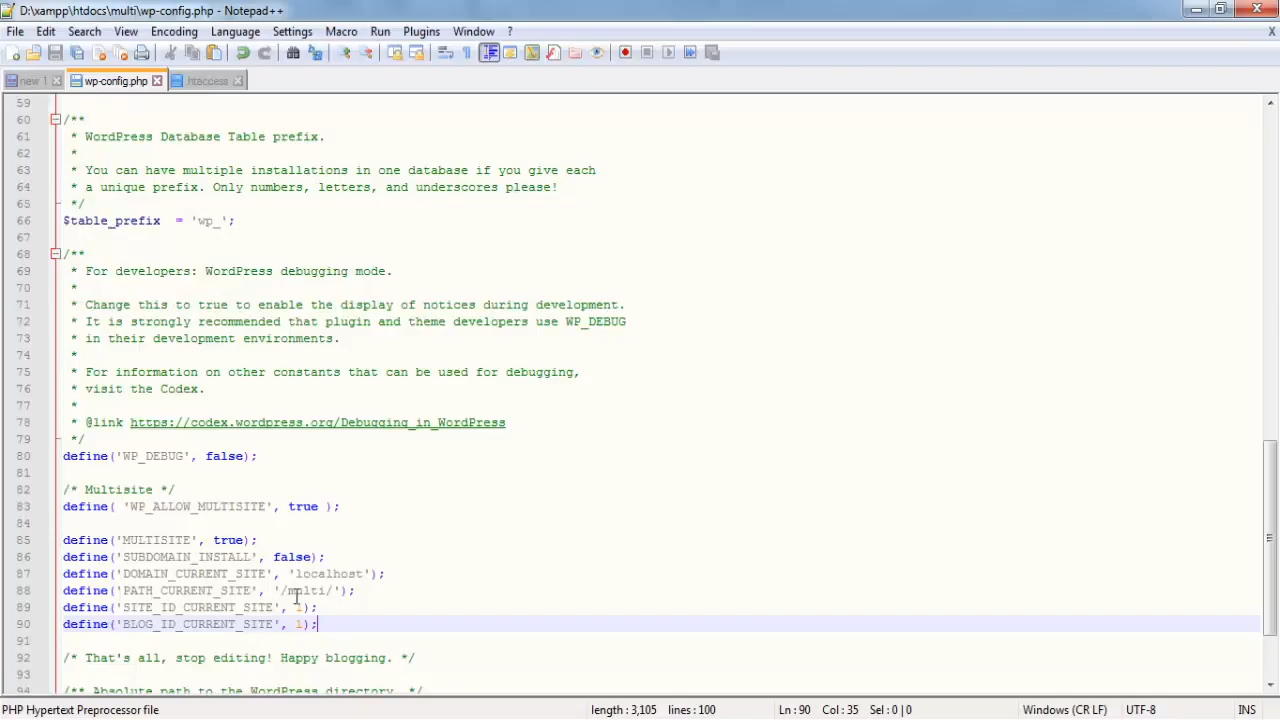 D:\xampp\htdocs\multi\wp-config.php - Notepad++
File Edit Search View Encoding Language Settings Macro Run Plugins Window ? X
new 1 wp-config.php .htaccess
59
60 /**
61 * WordPress Database Table prefix.
62 *
63 * You can have multiple installations in one database if you give each
64 * a unique prefix. Only numbers, letters, and underscores please!
65 */
66 $table_prefix = 'wp_';
67
68 /**
69 * For developers: WordPress debugging mode.
70 *
71 * Change this to true to enable the display of notices during development.
72 * It is strongly recommended that plugin and theme developers use WP_DEBUG
73 * in their development environments.
74 *
75 * For information on other constants that can be used for debugging,
76 * visit the Codex.
77 *
78 * @link https://codex.wordpress.org/Debugging_in_WordPress
79 */
80 define('WP_DEBUG', false);
81
82 /* Multisite */
83 define( 'WP_ALLOW_MULTISITE', true );
84
85 define('MULTISITE', true);
86 define('SUBDOMAIN_INSTALL', false);
87 define('DOMAIN_CURRENT_SITE', 'localhost');
88 define('PATH_CURRENT_SITE', '/multi/');
89 define('SITE_ID_CURRENT_SITE', 1);
90 define('BLOG_ID_CURRENT_SITE', 1);
91
92 /* That's all, stop editing! Happy blogging. */
93
94 /** Absolute path to the WordPress directory. */
PHP Hypertext Preprocessor file length : 3,105 lines : 100 Ln : 90 Col : 35 Sel : 0 | 0 Windows (CR LF) UTF-8 INS